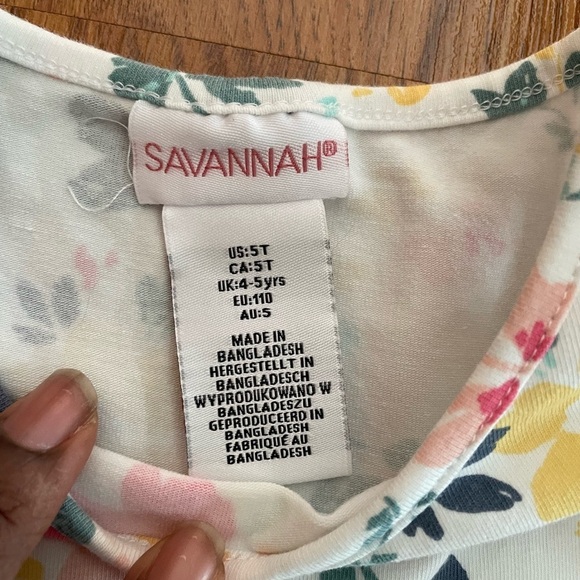 SAVANNAH®
US:5T
CA:5T
UK:4-5yrs
EU:110
AU:5
MADE IN
BANGLADESH
HERGESTELLT IN
BANGLADESCH
WYPRODUKOWANO W
BANGLADESZU
GEPRODUCEERD IN
BANGLADESH
FABRIQUÉ AU
BANGLADESH